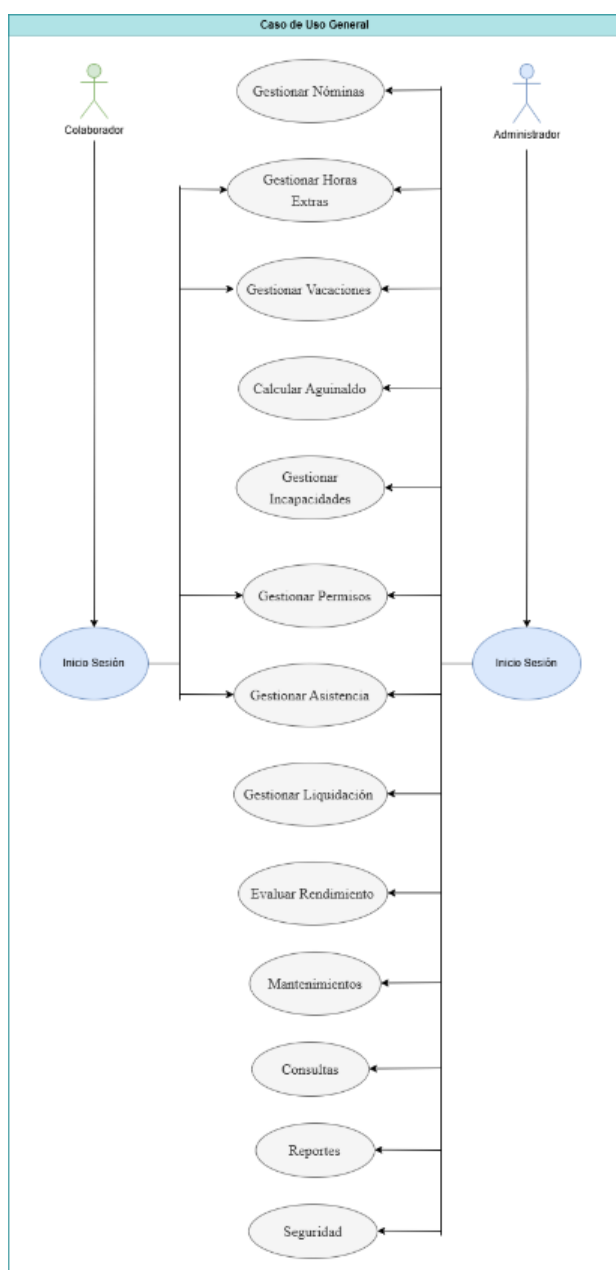 Caso de Uso General
Colaborador
Administrador
Gestionar Nóminas
Gestionar Horas
Extras
Gestionar Vacaciones
Calcular Aguinaldo
Gestionar
Incapacidades
Gestionar Permisos
Inicio Sesión
Inicio Sesión
Gestionar Asistencia
Gestionar Liquidación
Evaluar Rendimiento
Mantenimientos
Consultas
Reportes
Seguridad